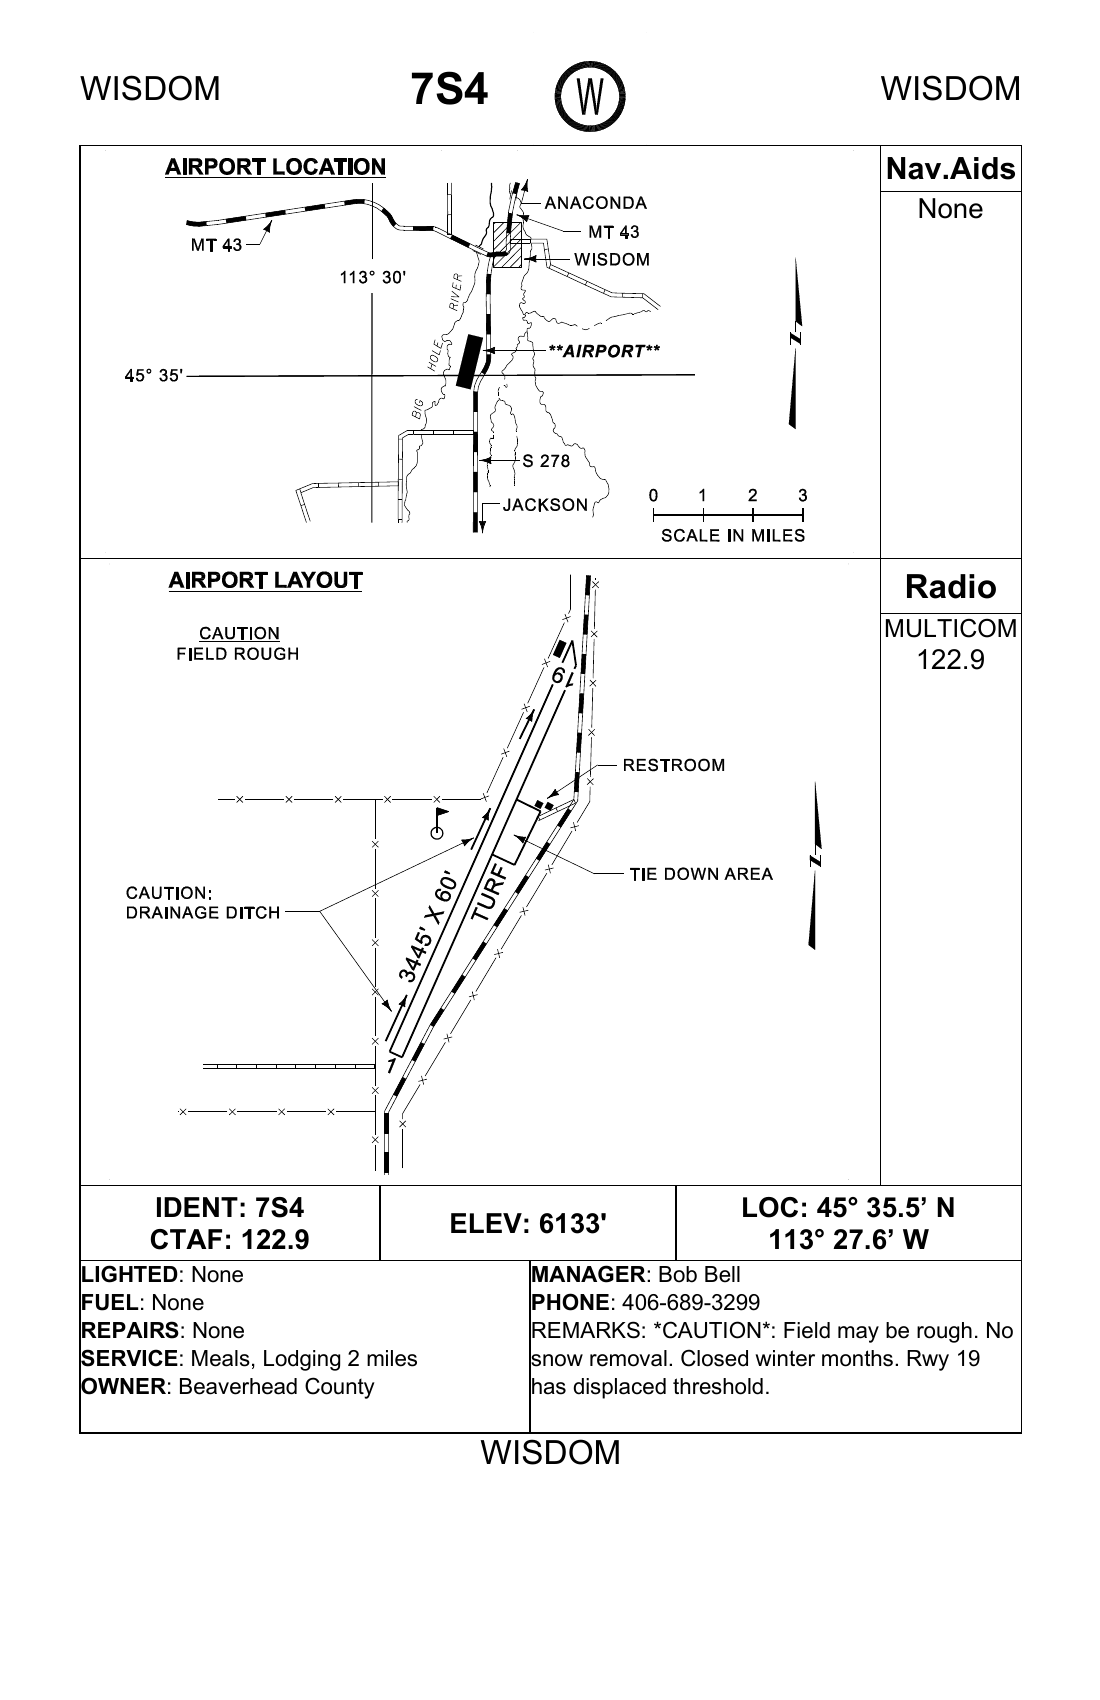 WISDOM 7S4 W WISDOM
AIRPORT LOCATION
Nav.Aids
None
ANACONDA
MT 43
MT 43
WISDOM
113° 30'
BIG HOLE RIVER
**AIRPORT**
45° 35'
N
S 278
JACKSON
0 1 2 3
SCALE IN MILES
AIRPORT LAYOUT
Radio
MULTICOM
122.9
CAUTION
FIELD ROUGH
19
RESTROOM
TIE DOWN AREA
N
CAUTION:
DRAINAGE DITCH
3445' X 60'
TURF
1
IDENT: 7S4
CTAF: 122.9
ELEV: 6133'
LOC: 45° 35.5’ N
113° 27.6’ W
LIGHTED: None
FUEL: None
REPAIRS: None
SERVICE: Meals, Lodging 2 miles
OWNER: Beaverhead County
MANAGER: Bob Bell
PHONE: 406-689-3299
REMARKS: *CAUTION*: Field may be rough. No
snow removal. Closed winter months. Rwy 19
has displaced threshold.
WISDOM